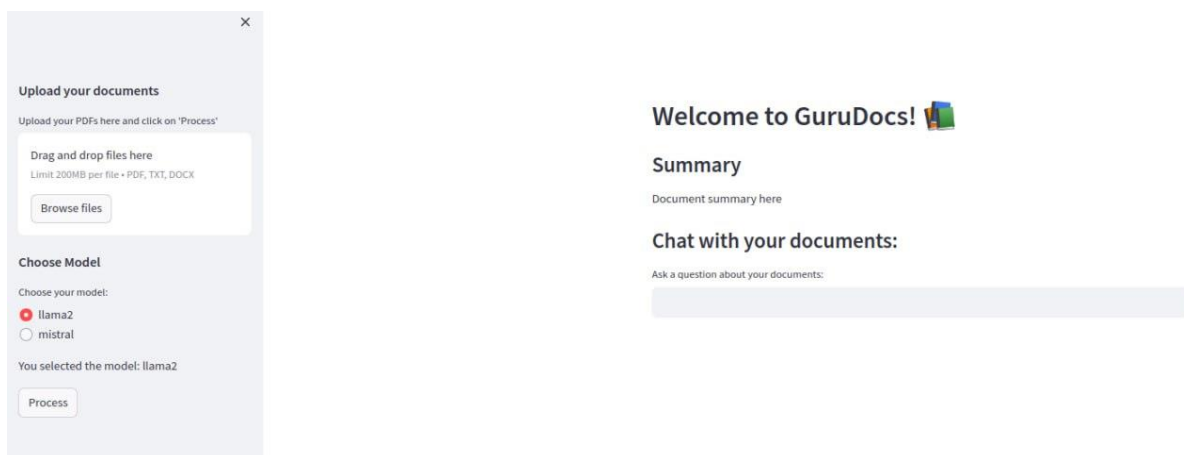 ×
Upload your documents
Upload your PDFs here and click on 'Process'
Drag and drop files here
Limit 200MB per file • PDF, TXT, DOCX
Browse files
Choose Model
Choose your model:
llama2
mistral
You selected the model: llama2
Process
Welcome to GuruDocs! 📚
Summary
Document summary here
Chat with your documents:
Ask a question about your documents: